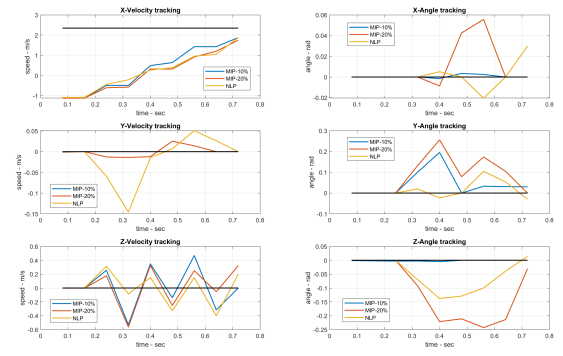 X-Velocity tracking
speed - m/s
2
1
0
-1
0 0.1 0.2 0.3 0.4 0.5 0.6 0.7 0.8
time - sec
MIP-10%
MIP-20%
NLP
X-Angle tracking
angle - rad
0.06
0.04
0.02
0
-0.02
0 0.1 0.2 0.3 0.4 0.5 0.6 0.7 0.8
time - sec
MIP-10%
MIP-20%
NLP
Y-Velocity tracking
speed - m/s
0.05
0
-0.05
-0.1
-0.15
0 0.1 0.2 0.3 0.4 0.5 0.6 0.7 0.8
time - sec
MIP-10%
MIP-20%
NLP
Y-Angle tracking
angle - rad
0.3
0.2
0.1
0
-0.1
0 0.1 0.2 0.3 0.4 0.5 0.6 0.7 0.8
time - sec
MIP-10%
MIP-20%
NLP
Z-Velocity tracking
speed - m/s
0.6
0.4
0.2
0
-0.2
-0.4
-0.6
0 0.1 0.2 0.3 0.4 0.5 0.6 0.7 0.8
time - sec
MIP-10%
MIP-20%
NLP
Z-Angle tracking
angle - rad
0.05
0
-0.05
-0.1
-0.15
-0.2
-0.25
0 0.1 0.2 0.3 0.4 0.5 0.6 0.7 0.8
time - sec
MIP-10%
MIP-20%
NLP